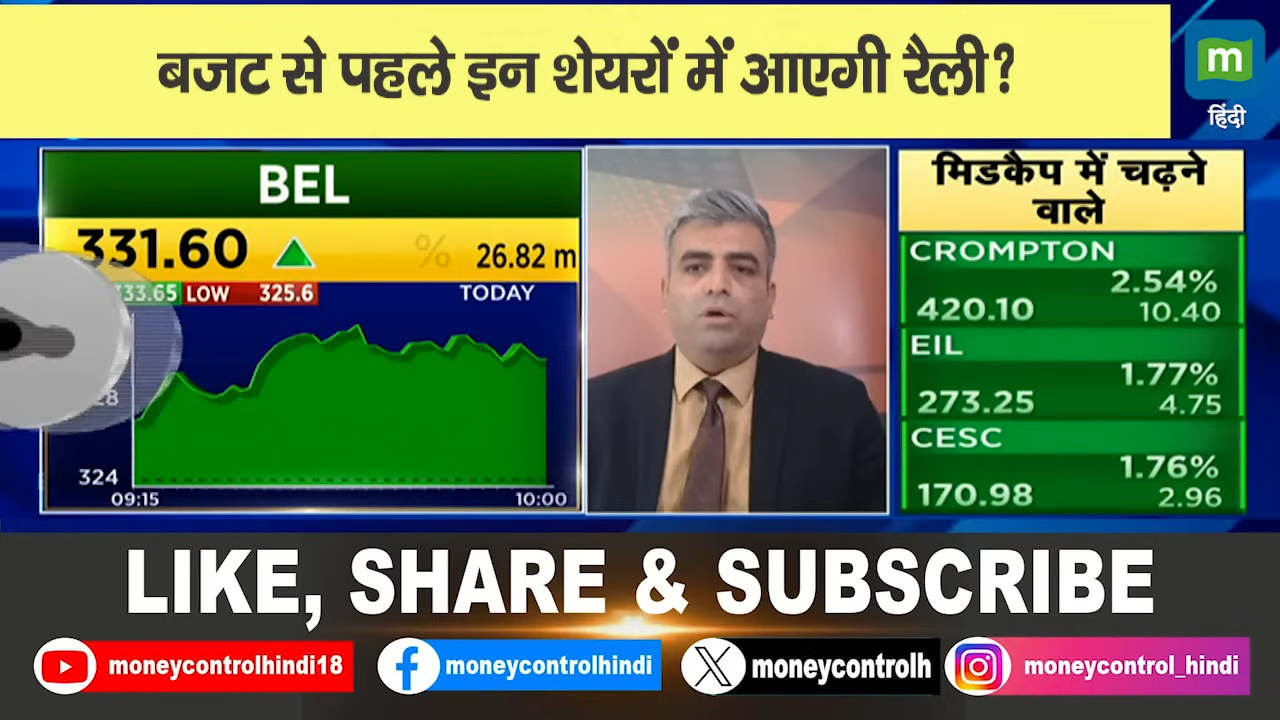 बजट से पहले इन शेयरों में आएगी रैली?
m
हिंदी
BEL
331.60 % 26.82 m
33.65 LOW 325.6 TODAY
324
09:15 10:00
मिडकैप में चढ़ने
वाले
CROMPTON
2.54%
420.10 10.40
EIL
1.77%
273.25 4.75
CESC
1.76%
170.98 2.96
LIKE, SHARE & SUBSCRIBE
moneycontrolhindi18 moneycontrolhindi moneycontrolh moneycontrol_hindi